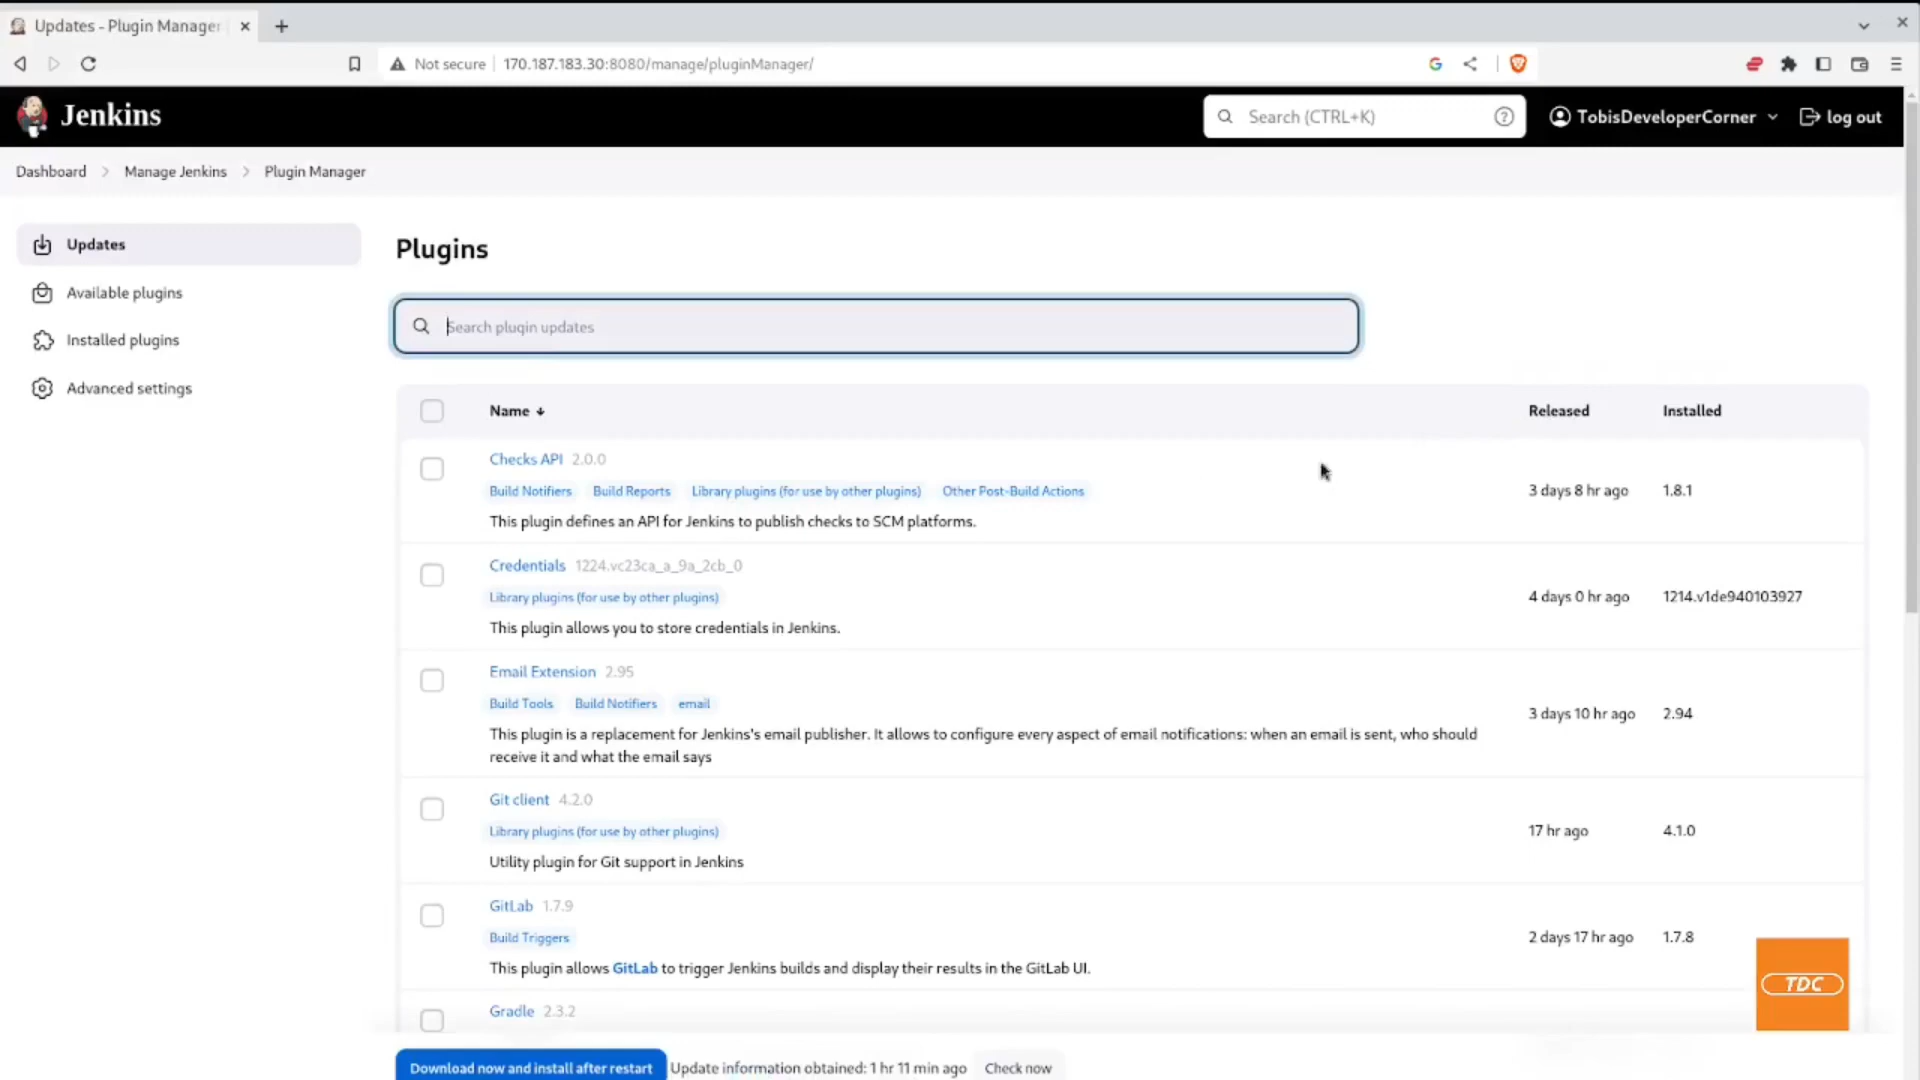 Updates - Plugin Manager
Not secure
170.187.183.30:8080/manage/pluginManager/
Jenkins
Search (CTRL+K)
TobisDeveloperCorner
log out
Dashboard
Manage Jenkins
Plugin Manager
Updates
Available plugins
Installed plugins
Advanced settings
Plugins
Search plugin updates
Name
Released
Installed
Checks API 2.0.0
Build Notifiers Build Reports Library plugins (for use by other plugins) Other Post-Build Actions
This plugin defines an API for Jenkins to publish checks to SCM platforms.
3 days 8 hr ago
1.8.1
Credentials 1224.vc23ca_a_9a_2cb_0
Library plugins (for use by other plugins)
This plugin allows you to store credentials in Jenkins.
4 days 0 hr ago
1214.v1de940103927
Email Extension 2.95
Build Tools Build Notifiers email
This plugin is a replacement for Jenkins's email publisher. It allows to configure every aspect of email notifications: when an email is sent, who should
receive it and what the email says
3 days 10 hr ago
2.94
Git client 4.2.0
Library plugins (for use by other plugins)
Utility plugin for Git support in Jenkins
17 hr ago
4.1.0
GitLab 1.7.9
Build Triggers
This plugin allows GitLab to trigger Jenkins builds and display their results in the GitLab UI.
2 days 17 hr ago
1.7.8
TDC
Gradle 2.3.2
Download now and install after restart
Update information obtained: 1 hr 11 min ago
Check now